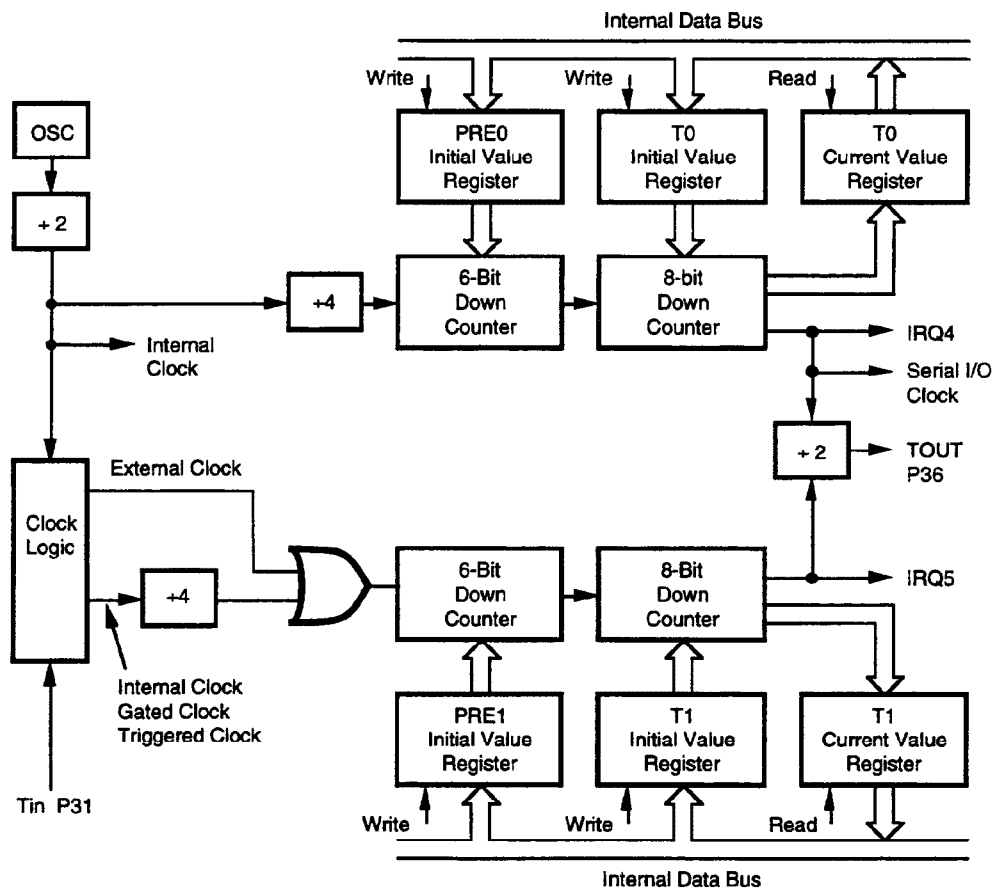 Internal Data Bus
Write
Write
Read
OSC
PRE0
Initial Value
Register
T0
Initial Value
Register
T0
Current Value
Register
÷ 2
÷4
6-Bit
Down
Counter
8-bit
Down
Counter
Internal
Clock
IRQ4
Serial I/O
Clock
÷ 2
TOUT
P36
External Clock
Clock
Logic
÷4
6-Bit
Down
Counter
8-Bit
Down
Counter
IRQ5
Internal Clock
Gated Clock
Triggered Clock
PRE1
Initial Value
Register
T1
Initial Value
Register
T1
Current Value
Register
Tin P31
Write
Write
Read
Internal Data Bus